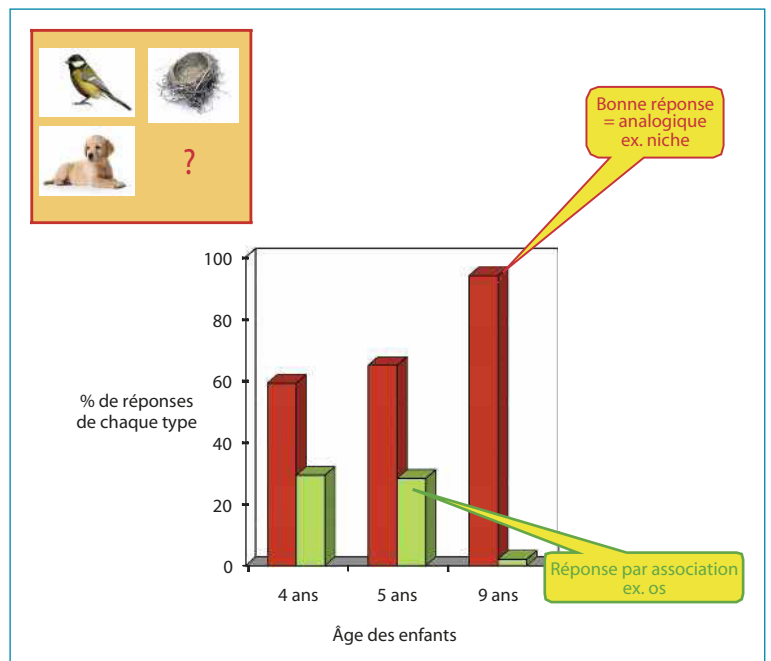 ?
Bonne réponse
= analogique
ex. niche
100
80
60
40
20
0
% de réponses
de chaque type
Réponse par association
ex. os
4 ans
5 ans
9 ans
Âge des enfants